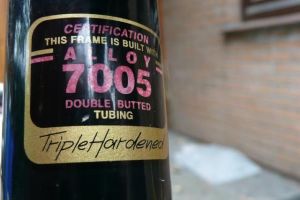 CERTIFICATION
THIS FRAME IS BUILT WITH
ALLOY
7005
DOUBLE BUTTED
TUBING
TripleHardened